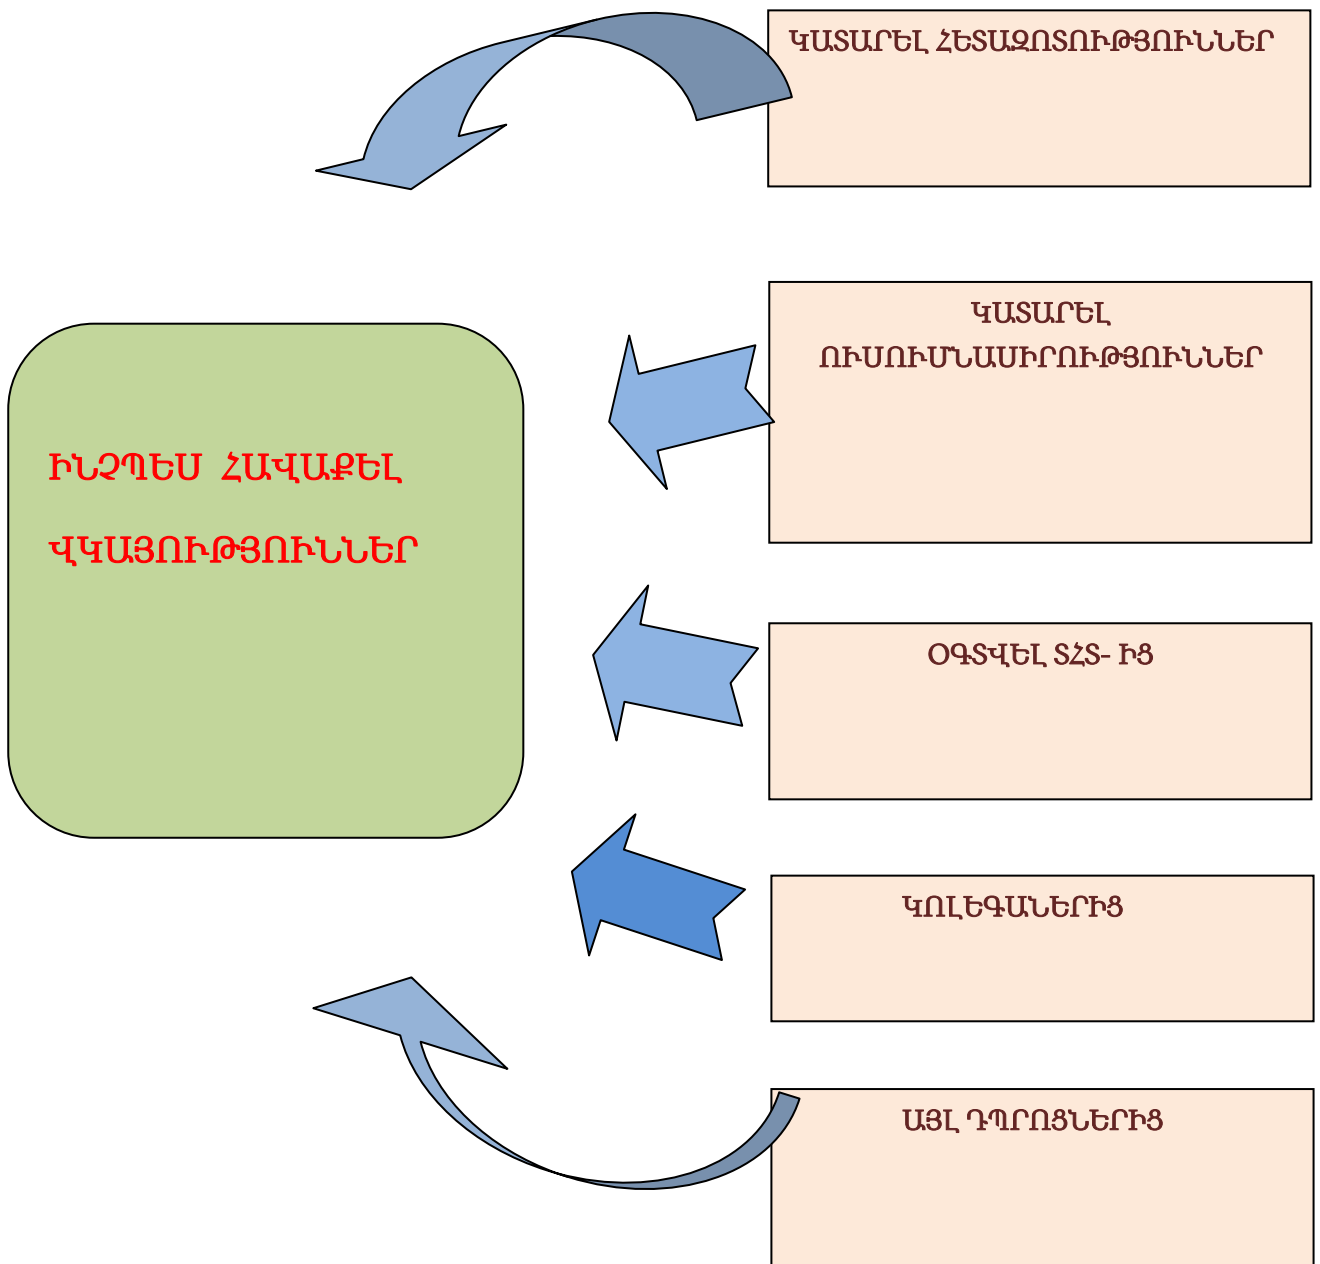 ԿԱՏԱՐԵԼ ՀԵՏԱԶՈՏՈՒԹՅՈՒՆՆԵՐ
ԿԱՏԱՐԵԼ
ՈՒՍՈՒՄՆԱՍԻՐՈՒԹՅՈՒՆՆԵՐ
ԻՆՉՊԵՍ  ՀԱՎԱՔԵԼ
ՎԿԱՅՈՒԹՅՈՒՆՆԵՐ
ՕԳՏՎԵԼ ՏՀՏ- ԻՑ
ԿՈԼԵԳԱՆԵՐԻՑ
ԱՅԼ ԴՊՐՈՑՆԵՐԻՑ